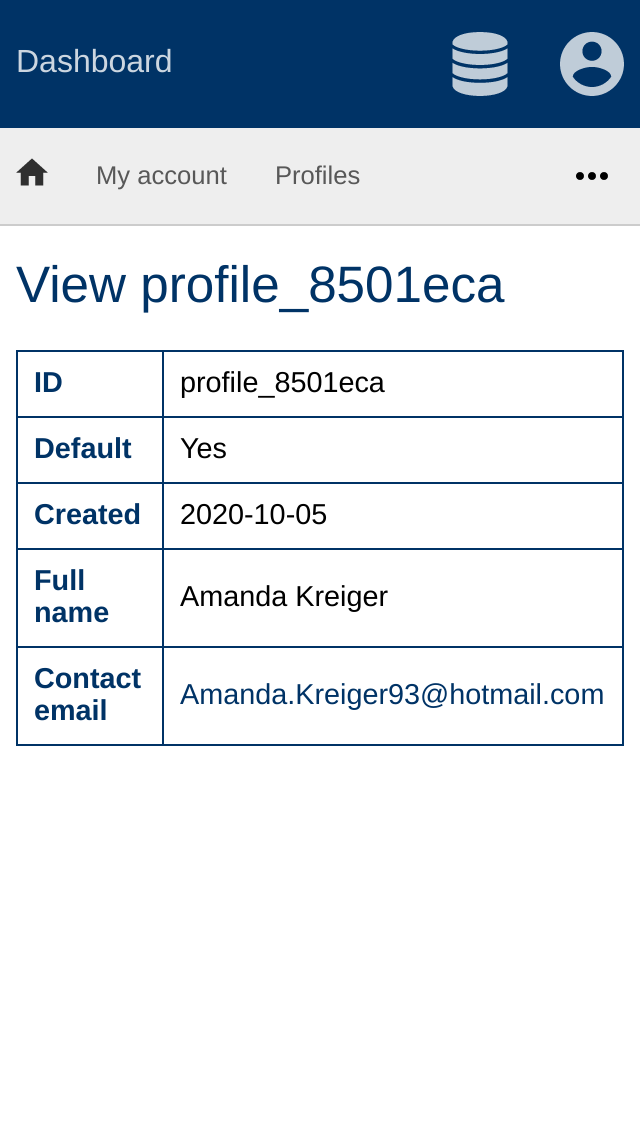 Dashboard
My account Profiles
View profile_8501eca
ID profile_8501eca
Default Yes
Created 2020-10-05
Full
name
Amanda Kreiger
Contact
email
Amanda.Kreiger93@hotmail.com